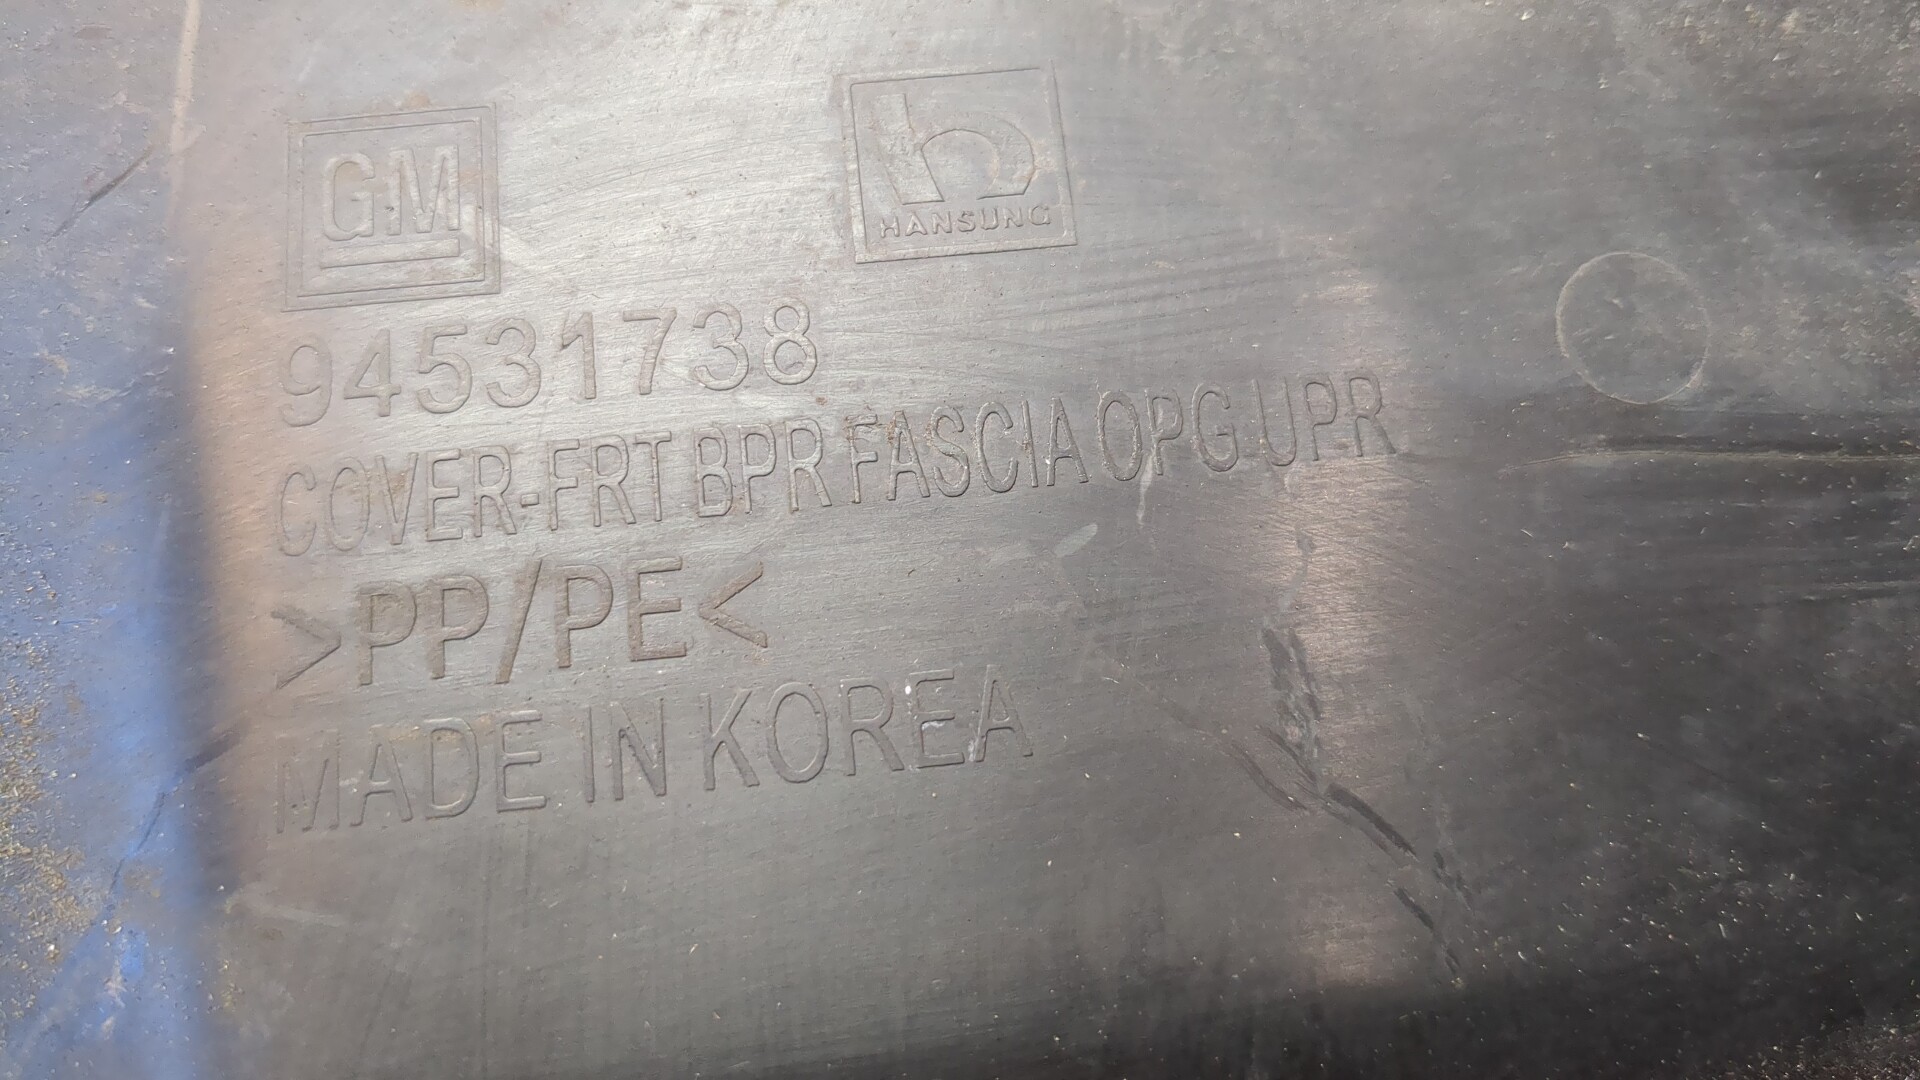 GM
HANSUNG
94531738
COVER-FRT BPR FASCIA OPG UPR
>PP/PE<
MADE IN KOREA